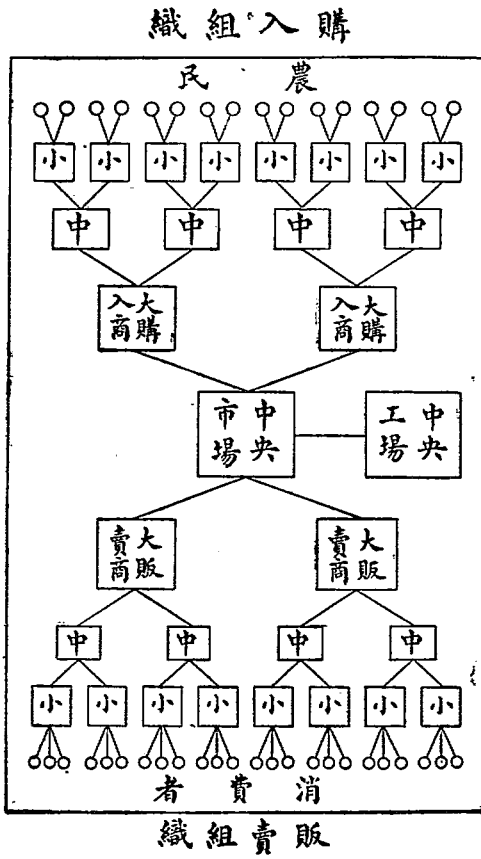 購入組織
農民
小 小 小 小 小 小 小 小
中 中 中 中
大購入商 大購入商
中央工場 中央市場
大販賣商 大販賣商
中 中 中 中
小 小 小 小 小 小 小 小
消費者
販賣組織